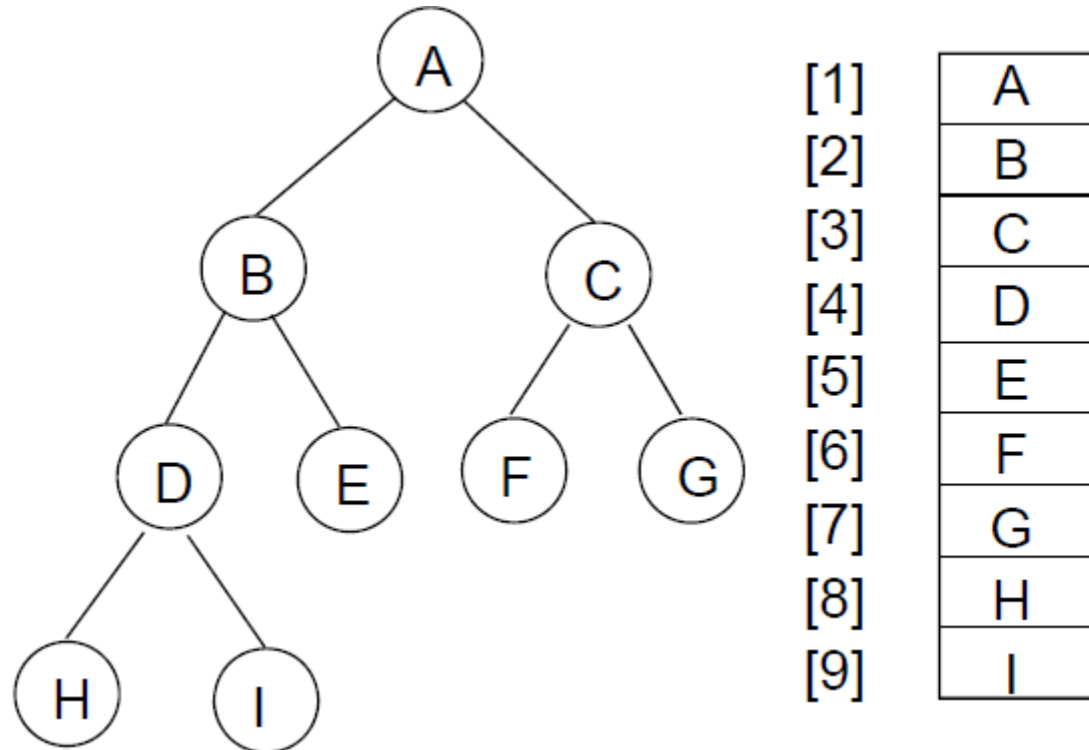 A
B
C
D
E
F
G
H
I
[1] A
[2] B
[3] C
[4] D
[5] E
[6] F
[7] G
[8] H
[9] I